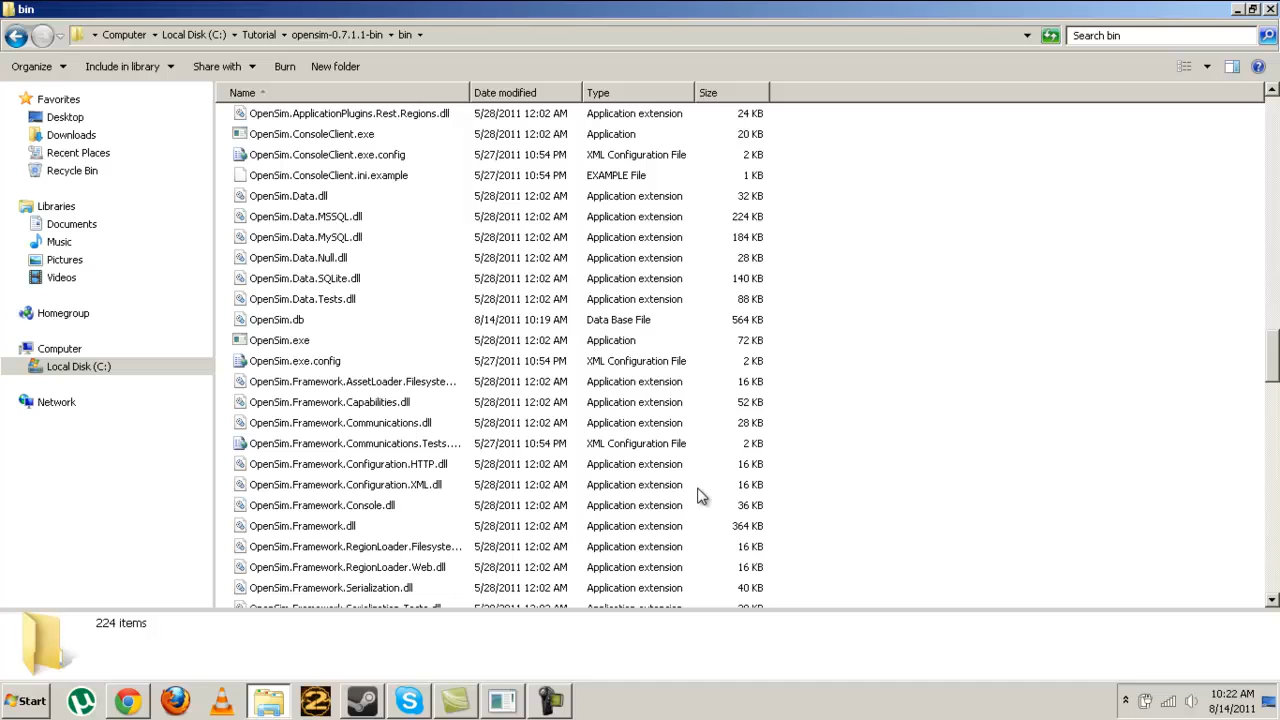 bin
Computer Local Disk (C:) Tutorial opensim-0.7.1.1-bin bin
Search bin
Organize Include in library Share with Burn New folder
Favorites
Desktop
Downloads
Recent Places
Recycle Bin
Libraries
Documents
Music
Pictures
Videos
Homegroup
Computer
Local Disk (C:)
Network
Name Date modified Type Size
OpenSim.ApplicationPlugins.Rest.Regions.dll 5/28/2011 12:02 AM Application extension 24 KB
OpenSim.ConsoleClient.exe 5/28/2011 12:02 AM Application 20 KB
OpenSim.ConsoleClient.exe.config 5/27/2011 10:54 PM XML Configuration File 2 KB
OpenSim.ConsoleClient.ini.example 5/27/2011 10:54 PM EXAMPLE File 1 KB
OpenSim.Data.dll 5/28/2011 12:02 AM Application extension 32 KB
OpenSim.Data.MSSQL.dll 5/28/2011 12:02 AM Application extension 224 KB
OpenSim.Data.MySQL.dll 5/28/2011 12:02 AM Application extension 184 KB
OpenSim.Data.Null.dll 5/28/2011 12:02 AM Application extension 28 KB
OpenSim.Data.SQLite.dll 5/28/2011 12:02 AM Application extension 140 KB
OpenSim.Data.Tests.dll 5/28/2011 12:02 AM Application extension 88 KB
OpenSim.db 8/14/2011 10:19 AM Data Base File 564 KB
OpenSim.exe 5/28/2011 12:02 AM Application 72 KB
OpenSim.exe.config 5/27/2011 10:54 PM XML Configuration File 2 KB
OpenSim.Framework.AssetLoader.Filesyste... 5/28/2011 12:02 AM Application extension 16 KB
OpenSim.Framework.Capabilities.dll 5/28/2011 12:02 AM Application extension 52 KB
OpenSim.Framework.Communications.dll 5/28/2011 12:02 AM Application extension 28 KB
OpenSim.Framework.Communications.Tests.... 5/27/2011 10:54 PM XML Configuration File 2 KB
OpenSim.Framework.Configuration.HTTP.dll 5/28/2011 12:02 AM Application extension 16 KB
OpenSim.Framework.Configuration.XML.dll 5/28/2011 12:02 AM Application extension 16 KB
OpenSim.Framework.Console.dll 5/28/2011 12:02 AM Application extension 36 KB
OpenSim.Framework.dll 5/28/2011 12:02 AM Application extension 364 KB
OpenSim.Framework.RegionLoader.Filesyste... 5/28/2011 12:02 AM Application extension 16 KB
OpenSim.Framework.RegionLoader.Web.dll 5/28/2011 12:02 AM Application extension 16 KB
OpenSim.Framework.Serialization.dll 5/28/2011 12:02 AM Application extension 40 KB
224 items
Start
10:22 AM
8/14/2011